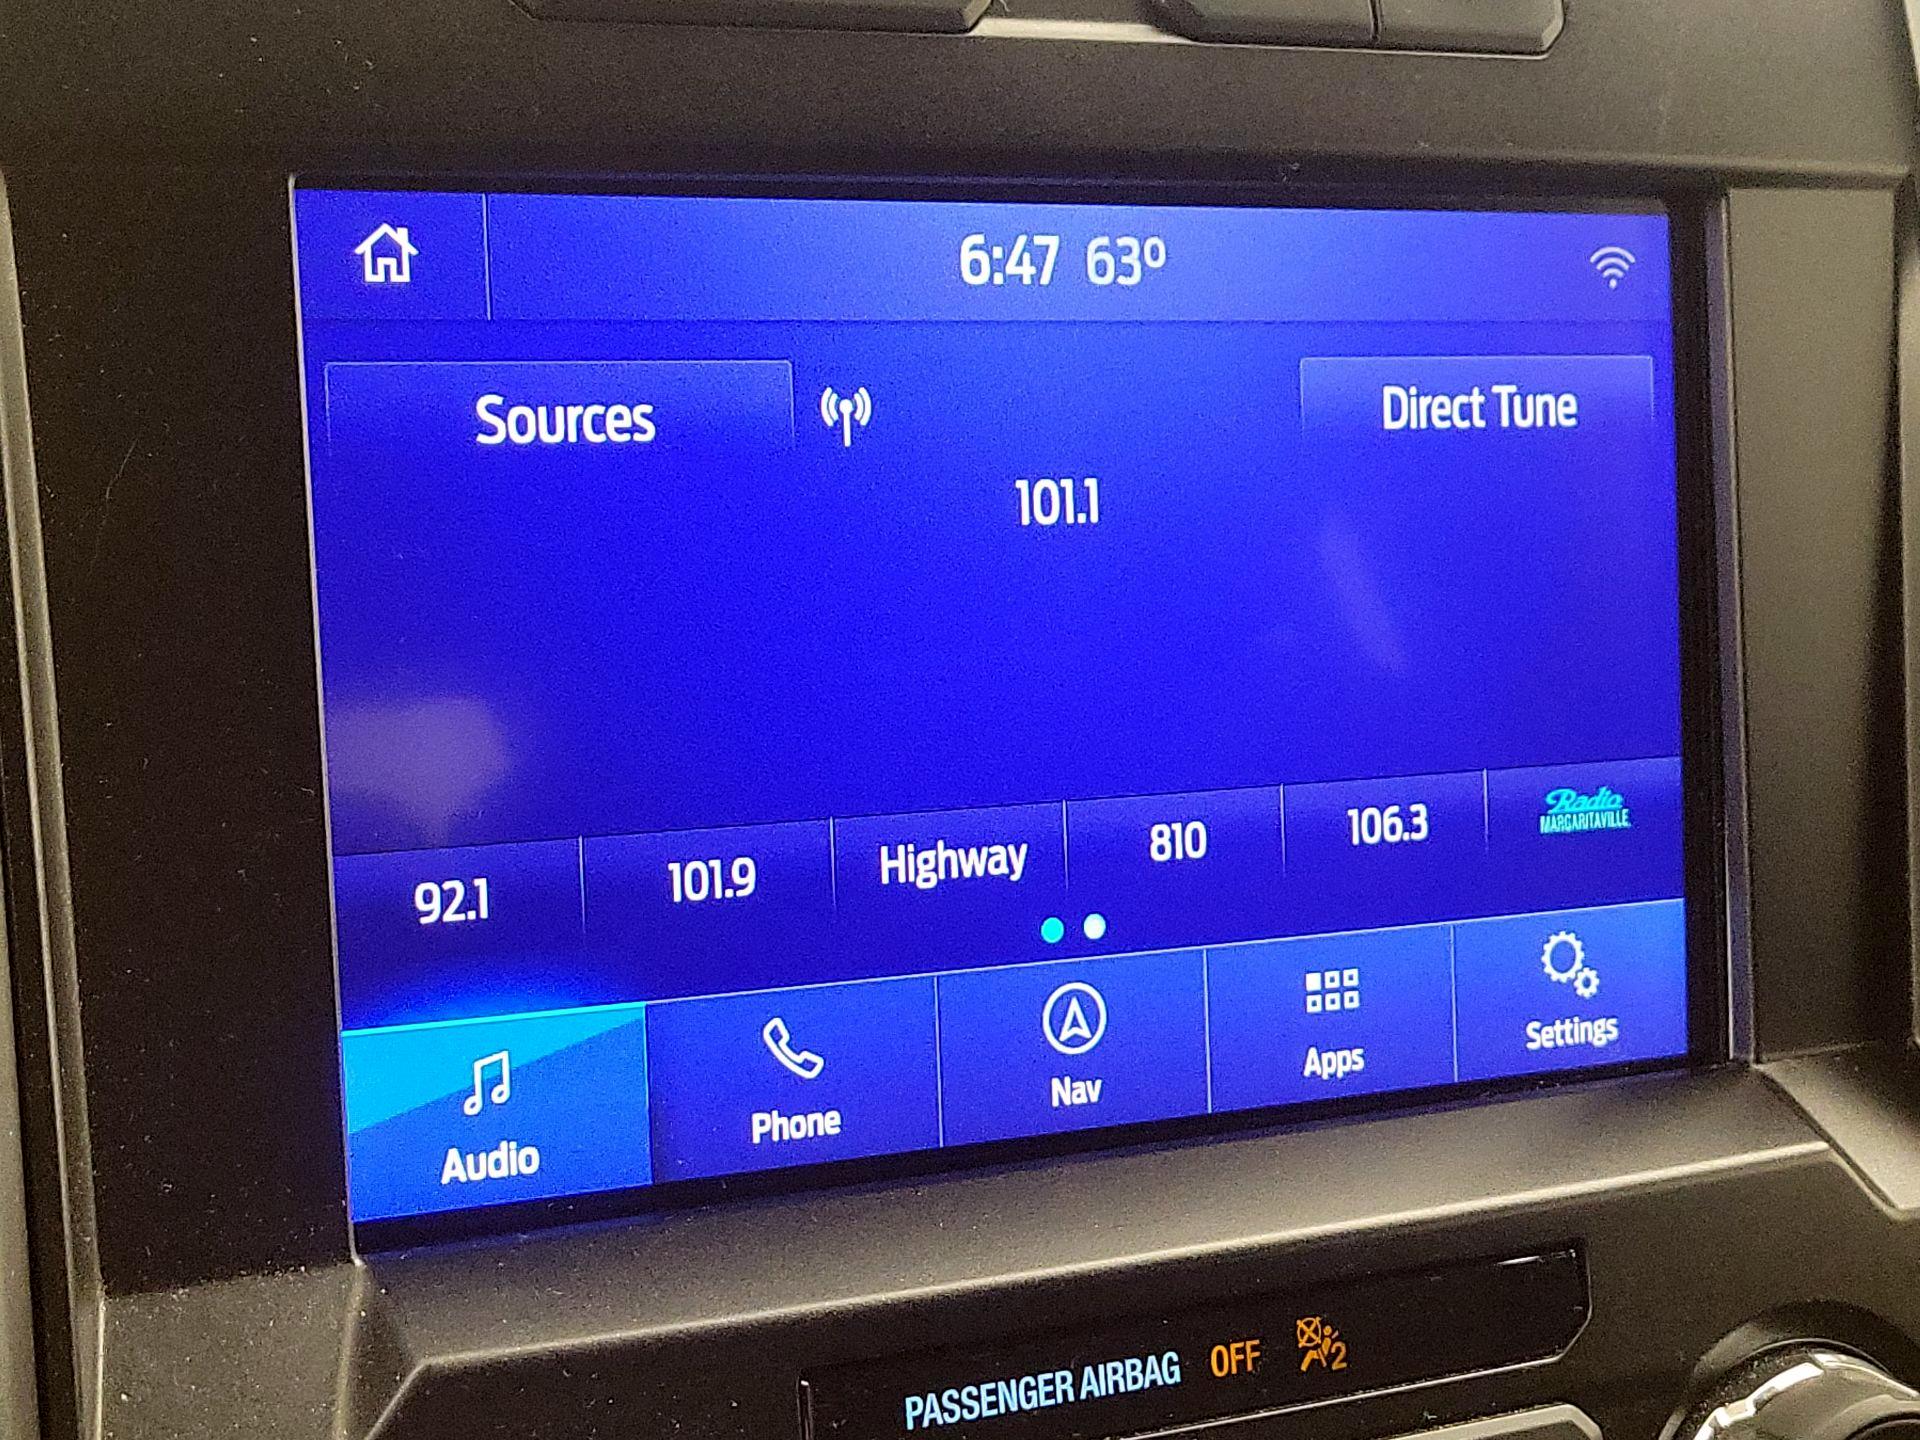 6:47 63º
Sources
Direct Tune
101.1
92.1
101.9
Highway
810
106.3
Radio
MARGARITAVILLE
Audio
Phone
Nav
Apps
Settings
PASSENGER AIRBAG OFF 2